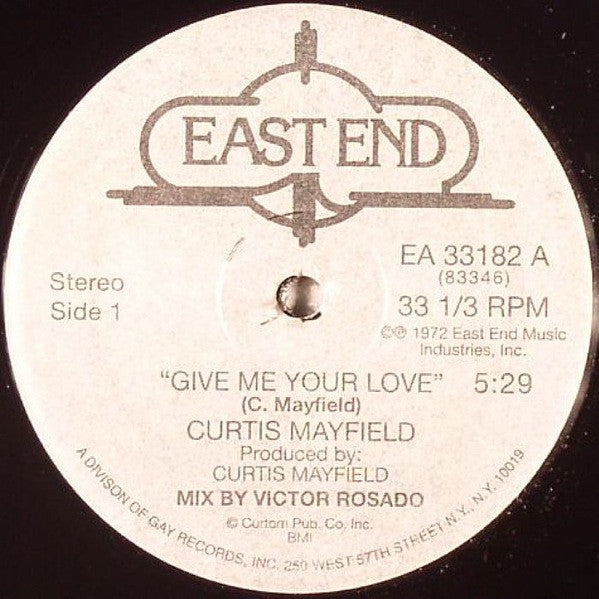 EAST END
Stereo
Side 1
EA 33182 A
(83346)
33 1/3 RPM
©℗ 1972 East End Music
Industries, Inc.
"GIVE ME YOUR LOVE" 5:29
(C. Mayfield)
CURTIS MAYFIELD
Produced by:
CURTIS MAYFIELD
MIX BY VICTOR ROSADO
© Curtom Pub. Co, Inc.
BMI
A DIVISION OF GAY RECORDS, INC. 250 WEST 57TH STREET N.Y., N.Y. 10019